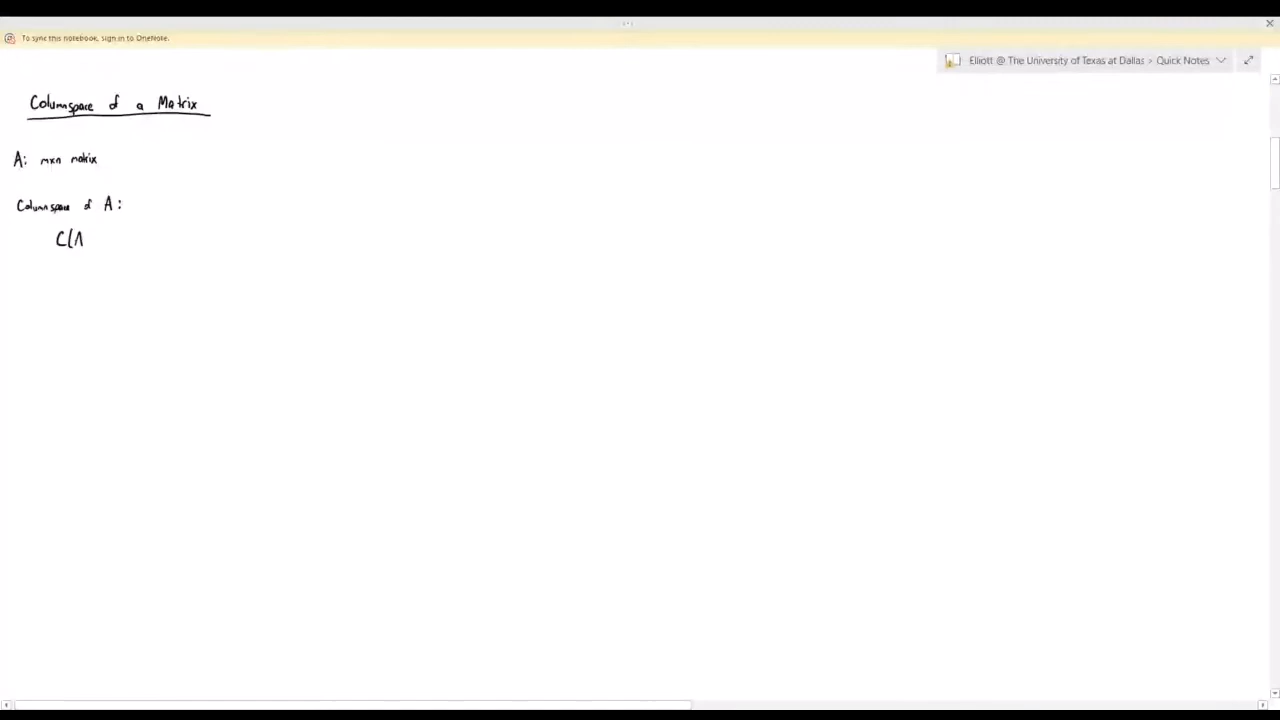 To sync this notebook, sign in to OneNote.
Elliott @ The University of Texas at Dallas > Quick Notes
Columnspace of a Matrix
A: mxn matrix
Columnspace of A:
C(A